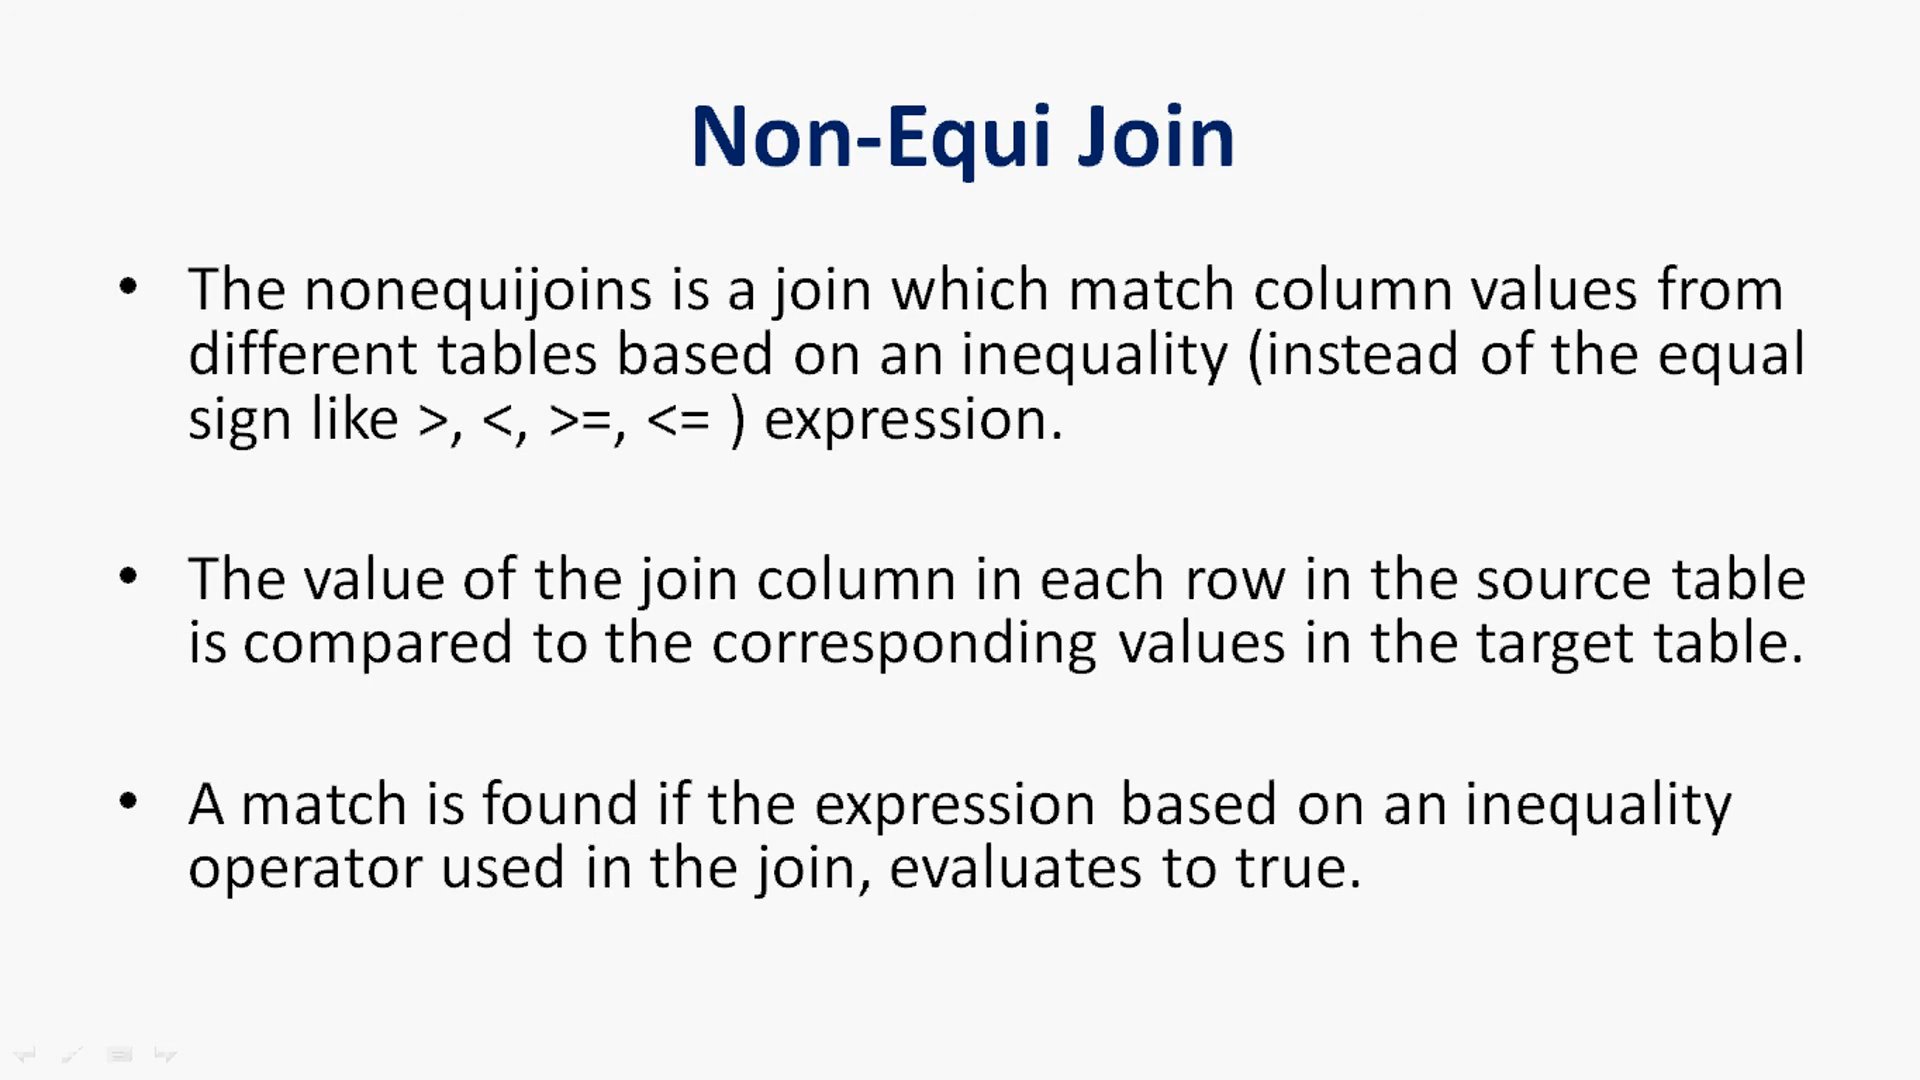 Non-Equi Join
• The nonequijoins is a join which match column values from
different tables based on an inequality (instead of the equal
sign like >, <, >=, <= ) expression.
• The value of the join column in each row in the source table
is compared to the corresponding values in the target table.
• A match is found if the expression based on an inequality
operator used in the join, evaluates to true.